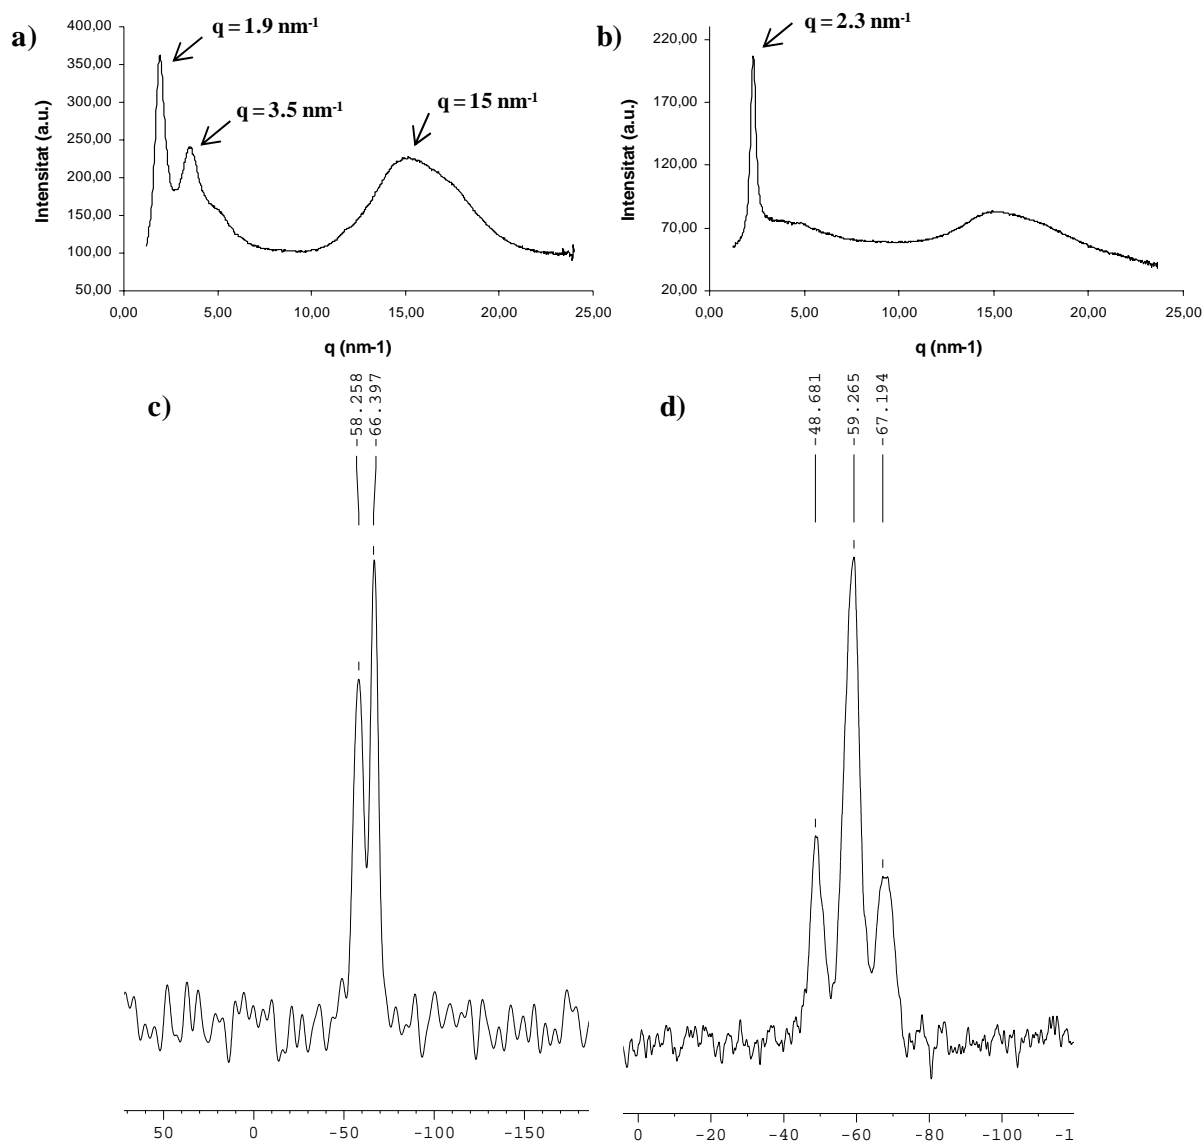 a)
q = 1.9 nm-1
q = 3.5 nm-1
q = 15 nm-1
Intensitat (a.u.)
400,00
350,00
300,00
250,00
200,00
150,00
100,00
50,00
0,00 5,00 10,00 15,00 20,00 25,00
q (nm-1)
b)
q = 2.3 nm-1
Intensitat (a.u.)
220,00
170,00
120,00
70,00
20,00
0,00 5,00 10,00 15,00 20,00 25,00
q (nm-1)
c)
-58.258
-66.397
50 0 -50 -100 -150
d)
-48.681
-59.265
-67.194
0 -20 -40 -60 -80 -100 -1